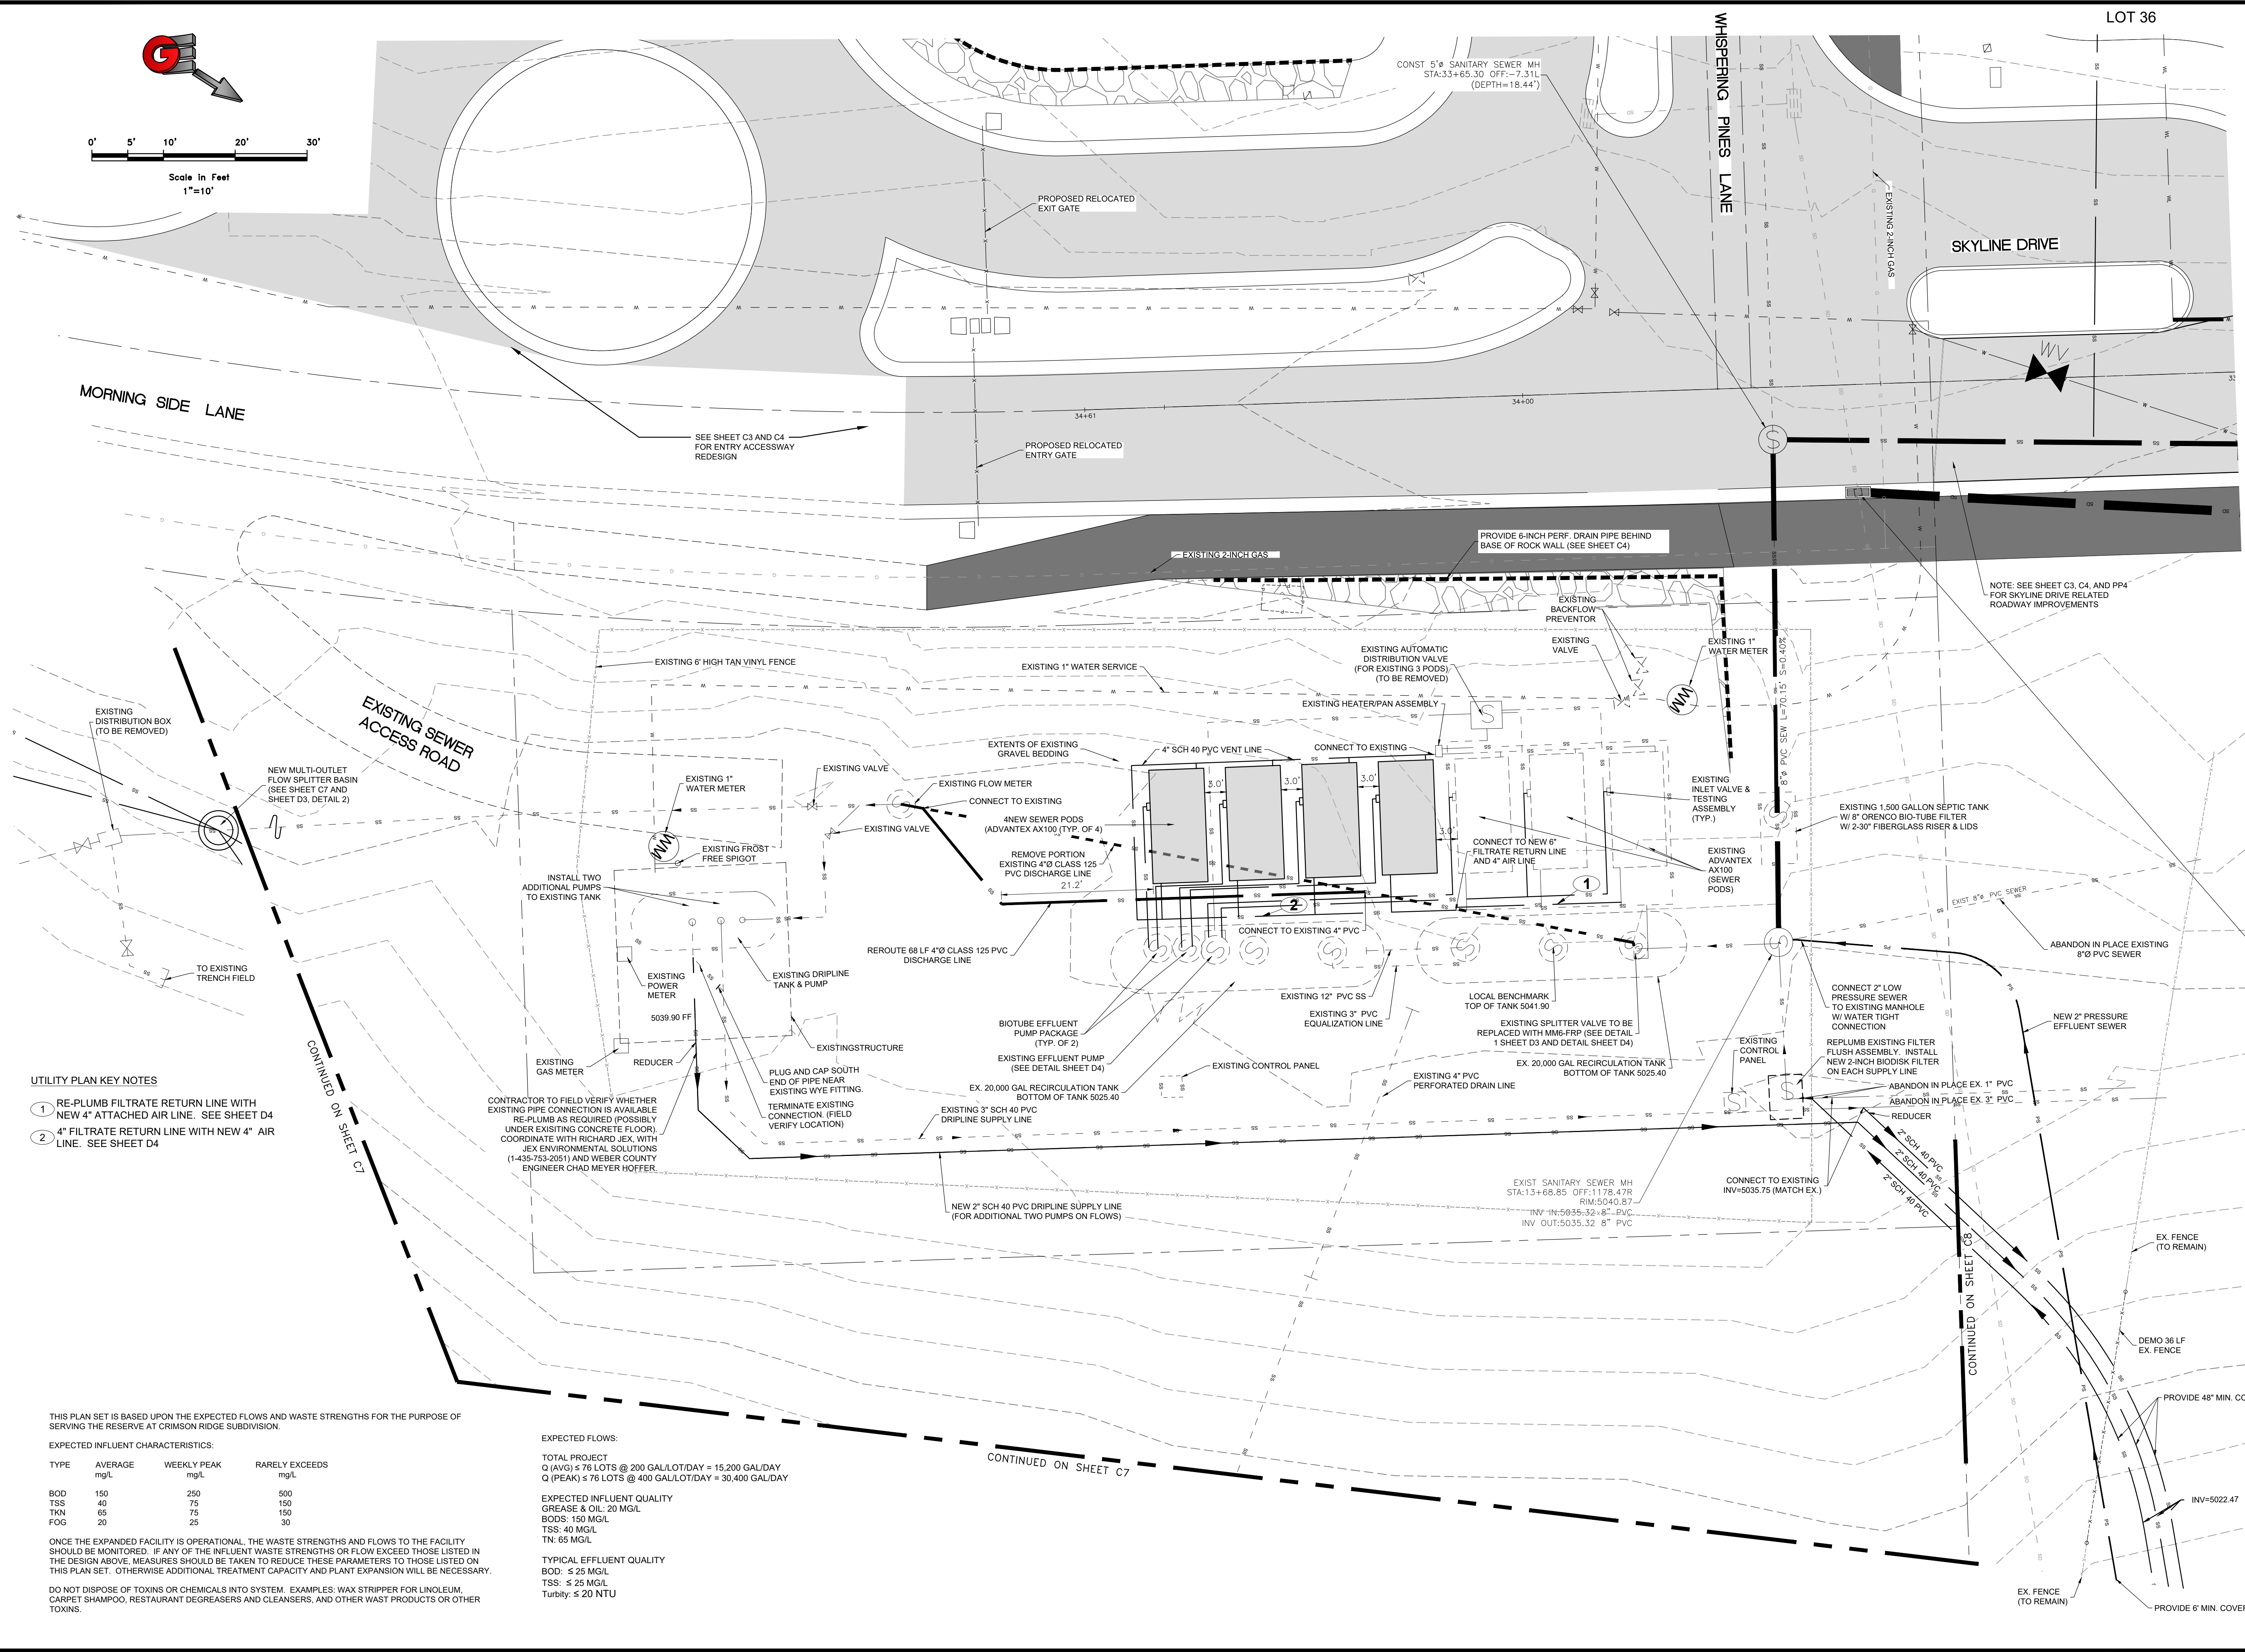 LOT 36
G
0' 5' 10' 20' 30'
Scale in Feet
1"=10'
CONST 5'ø SANITARY SEWER MH
STA:33+65.30 OFF:-7.31L
(DEPTH=18.44')
WHISPERING PINES LANE
PROPOSED RELOCATED
EXIT GATE
EXISTING 2-INCH GAS
SKYLINE DRIVE
WV
MORNING SIDE LANE
34+61
34+00
SEE SHEET C3 AND C4
FOR ENTRY ACCESSWAY
REDESIGN
PROPOSED RELOCATED
ENTRY GATE
EXISTING 2-INCH GAS
PROVIDE 6-INCH PERF. DRAIN PIPE BEHIND
BASE OF ROCK WALL (SEE SHEET C4)
NOTE: SEE SHEET C3, C4, AND PP4
FOR SKYLINE DRIVE RELATED
ROADWAY IMPROVEMENTS
EXISTING
BACKFLOW
PREVENTOR
EXISTING
VALVE
EXISTING 1"
WATER METER
WM
8"ø PVC SEW L=70.15' S=0.40%
EXISTING 6' HIGH TAN VINYL FENCE
EXISTING 1" WATER SERVICE
EXISTING AUTOMATIC
DISTRIBUTION VALVE
(FOR EXISTING 3 PODS)
(TO BE REMOVED)
EXISTING HEATER/PAN ASSEMBLY
EXISTING SEWER
ACCESS ROAD
EXISTING
DISTRIBUTION BOX
(TO BE REMOVED)
NEW MULTI-OUTLET
FLOW SPLITTER BASIN
(SEE SHEET C7 AND
SHEET D3, DETAIL 2)
EXTENTS OF EXISTING
GRAVEL BEDDING
4" SCH 40 PVC VENT LINE
CONNECT TO EXISTING
EXISTING VALVE
EXISTING 1"
WATER METER
WM
EXISTING FLOW METER
CONNECT TO EXISTING
EXISTING VALVE
4NEW SEWER PODS
(ADVANTEX AX100 (TYP. OF 4)
3.0'
3.0'
3.0'
3.0'
EXISTING
INLET VALVE &
TESTING
ASSEMBLY
(TYP.)
EXISTING 1,500 GALLON SEPTIC TANK
W/ 8" ORENCO BIO-TUBE FILTER
W/ 2-30" FIBERGLASS RISER & LIDS
EXISTING FROST
FREE SPIGOT
REMOVE PORTION
EXISTING 4"Ø CLASS 125
PVC DISCHARGE LINE
21.2'
CONNECT TO NEW 6"
FILTRATE RETURN LINE
AND 4" AIR LINE
EXISTING
ADVANTEX
AX100
(SEWER
PODS)
INSTALL TWO
ADDITIONAL PUMPS
TO EXISTING TANK
1
2
EXIST 8"ø PVC SEWER
CONNECT TO EXISTING 4" PVC
REROUTE 68 LF 4"Ø CLASS 125 PVC
DISCHARGE LINE
ABANDON IN PLACE EXISTING
8"Ø PVC SEWER
TO EXISTING
TRENCH FIELD
EXISTING
POWER
METER
EXISTING DRIPLINE
TANK & PUMP
5039.90 FF
EXISTING 12" PVC SS
EXISTING 3" PVC
EQUALIZATION LINE
LOCAL BENCHMARK
TOP OF TANK 5041.90
CONNECT 2" LOW
PRESSURE SEWER
TO EXISTING MANHOLE
W/ WATER TIGHT
CONNECTION
NEW 2" PRESSURE
EFFLUENT SEWER
BIOTUBE EFFLUENT
PUMP PACKAGE
(TYP. OF 2)
EXISTING SPLITTER VALVE TO BE
REPLACED WITH MM6-FRP (SEE DETAIL
1 SHEET D3 AND DETAIL SHEET D4)
EXISTING EFFLUENT PUMP
(SEE DETAIL SHEET D4)
EXISTING CONTROL PANEL
EX. 20,000 GAL RECIRCULATION TANK
BOTTOM OF TANK 5025.40
EXISTING
CONTROL
PANEL
REPLUMB EXISTING FILTER
FLUSH ASSEMBLY. INSTALL
NEW 2-INCH BIODISK FILTER
ON EACH SUPPLY LINE
EXISTING
GAS METER
REDUCER
EXISTINGSTRUCTURE
PLUG AND CAP SOUTH
END OF PIPE NEAR
EXISTING WYE FITTING.
EX. 20,000 GAL RECIRCULATION TANK
BOTTOM OF TANK 5025.40
EXISTING 4" PVC
PERFORATED DRAIN LINE
ABANDON IN PLACE EX. 1" PVC
ABANDON IN PLACE EX. 3" PVC
REDUCER
TERMINATE EXISTING
CONNECTION. (FIELD
VERIFY LOCATION)
EXISTING 3" SCH 40 PVC
DRIPLINE SUPPLY LINE
CONTRACTOR TO FIELD VERIFY WHETHER
EXISTING PIPE CONNECTION IS AVAILABLE
RE-PLUMB AS REQUIRED (POSSIBLY
UNDER EXISITING CONCRETE FLOOR).
COORDINATE WITH RICHARD JEX, WITH
JEX ENVIRONMENTAL SOLUTIONS
(1-435-753-2051) AND WEBER COUNTY
ENGINEER CHAD MEYER HOFFER.
CONTINUED ON SHEET C7
UTILITY PLAN KEY NOTES
1 RE-PLUMB FILTRATE RETURN LINE WITH
NEW 4" ATTACHED AIR LINE. SEE SHEET D4
2 4" FILTRATE RETURN LINE WITH NEW 4" AIR
LINE. SEE SHEET D4
2" SCH 40 PVC
2" SCH 40 PVC
2" SCH 40 PVC
CONNECT TO EXISTING
INV=5035.75 (MATCH EX.)
EXIST SANITARY SEWER MH
STA:13+68.85 OFF:1178.47R
RIM:5040.87
INV IN:5035.32 8" PVC
INV OUT:5035.32 8" PVC
NEW 2" SCH 40 PVC DRIPLINE SUPPLY LINE
(FOR ADDITIONAL TWO PUMPS ON FLOWS)
EX. FENCE
(TO REMAIN)
CONTINUED ON SHEET C8
DEMO 36 LF
EX. FENCE
PROVIDE 48" MIN. CO
INV=5022.47
CONTINUED ON SHEET C7
EX. FENCE
(TO REMAIN)
PROVIDE 6' MIN. COVER
THIS PLAN SET IS BASED UPON THE EXPECTED FLOWS AND WASTE STRENGTHS FOR THE PURPOSE OF
SERVING THE RESERVE AT CRIMSON RIDGE SUBDIVISION.
EXPECTED INFLUENT CHARACTERISTICS:
TYPE AVERAGE WEEKLY PEAK RARELY EXCEEDS
mg/L mg/L mg/L
BOD 150 250 500
TSS 40 75 150
TKN 65 75 150
FOG 20 25 30
ONCE THE EXPANDED FACILITY IS OPERATIONAL, THE WASTE STRENGTHS AND FLOWS TO THE FACILITY
SHOULD BE MONITORED. IF ANY OF THE INFLUENT WASTE STRENGTHS OR FLOW EXCEED THOSE LISTED IN
THE DESIGN ABOVE, MEASURES SHOULD BE TAKEN TO REDUCE THESE PARAMETERS TO THOSE LISTED ON
THIS PLAN SET. OTHERWISE ADDITIONAL TREATMENT CAPACITY AND PLANT EXPANSION WILL BE NECESSARY.
DO NOT DISPOSE OF TOXINS OR CHEMICALS INTO SYSTEM. EXAMPLES: WAX STRIPPER FOR LINOLEUM,
CARPET SHAMPOO, RESTAURANT DEGREASERS AND CLEANSERS, AND OTHER WAST PRODUCTS OR OTHER
TOXINS.
EXPECTED FLOWS:
TOTAL PROJECT
Q (AVG) ≤ 76 LOTS @ 200 GAL/LOT/DAY = 15,200 GAL/DAY
Q (PEAK) ≤ 76 LOTS @ 400 GAL/LOT/DAY = 30,400 GAL/DAY
EXPECTED INFLUENT QUALITY
GREASE & OIL: 20 MG/L
BODS: 150 MG/L
TSS: 40 MG/L
TN: 65 MG/L
TYPICAL EFFLUENT QUALITY
BOD: ≤ 25 MG/L
TSS: ≤ 25 MG/L
Turbity: ≤ 20 NTU